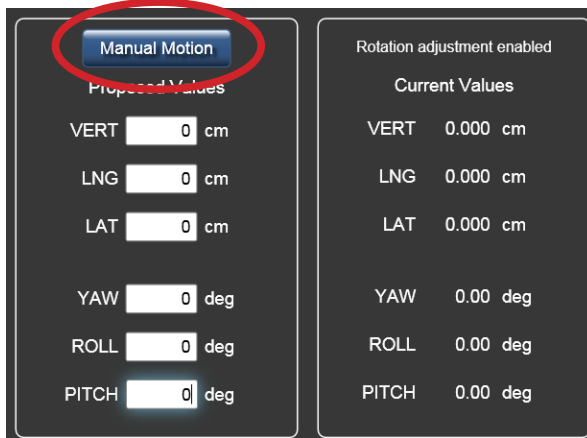 Manual Motion
Proposed Values
VERT 0 cm
LNG 0 cm
LAT 0 cm
YAW 0 deg
ROLL 0 deg
PITCH 0 deg
Rotation adjustment enabled
Current Values
VERT 0.000 cm
LNG 0.000 cm
LAT 0.000 cm
YAW 0.00 deg
ROLL 0.00 deg
PITCH 0.00 deg